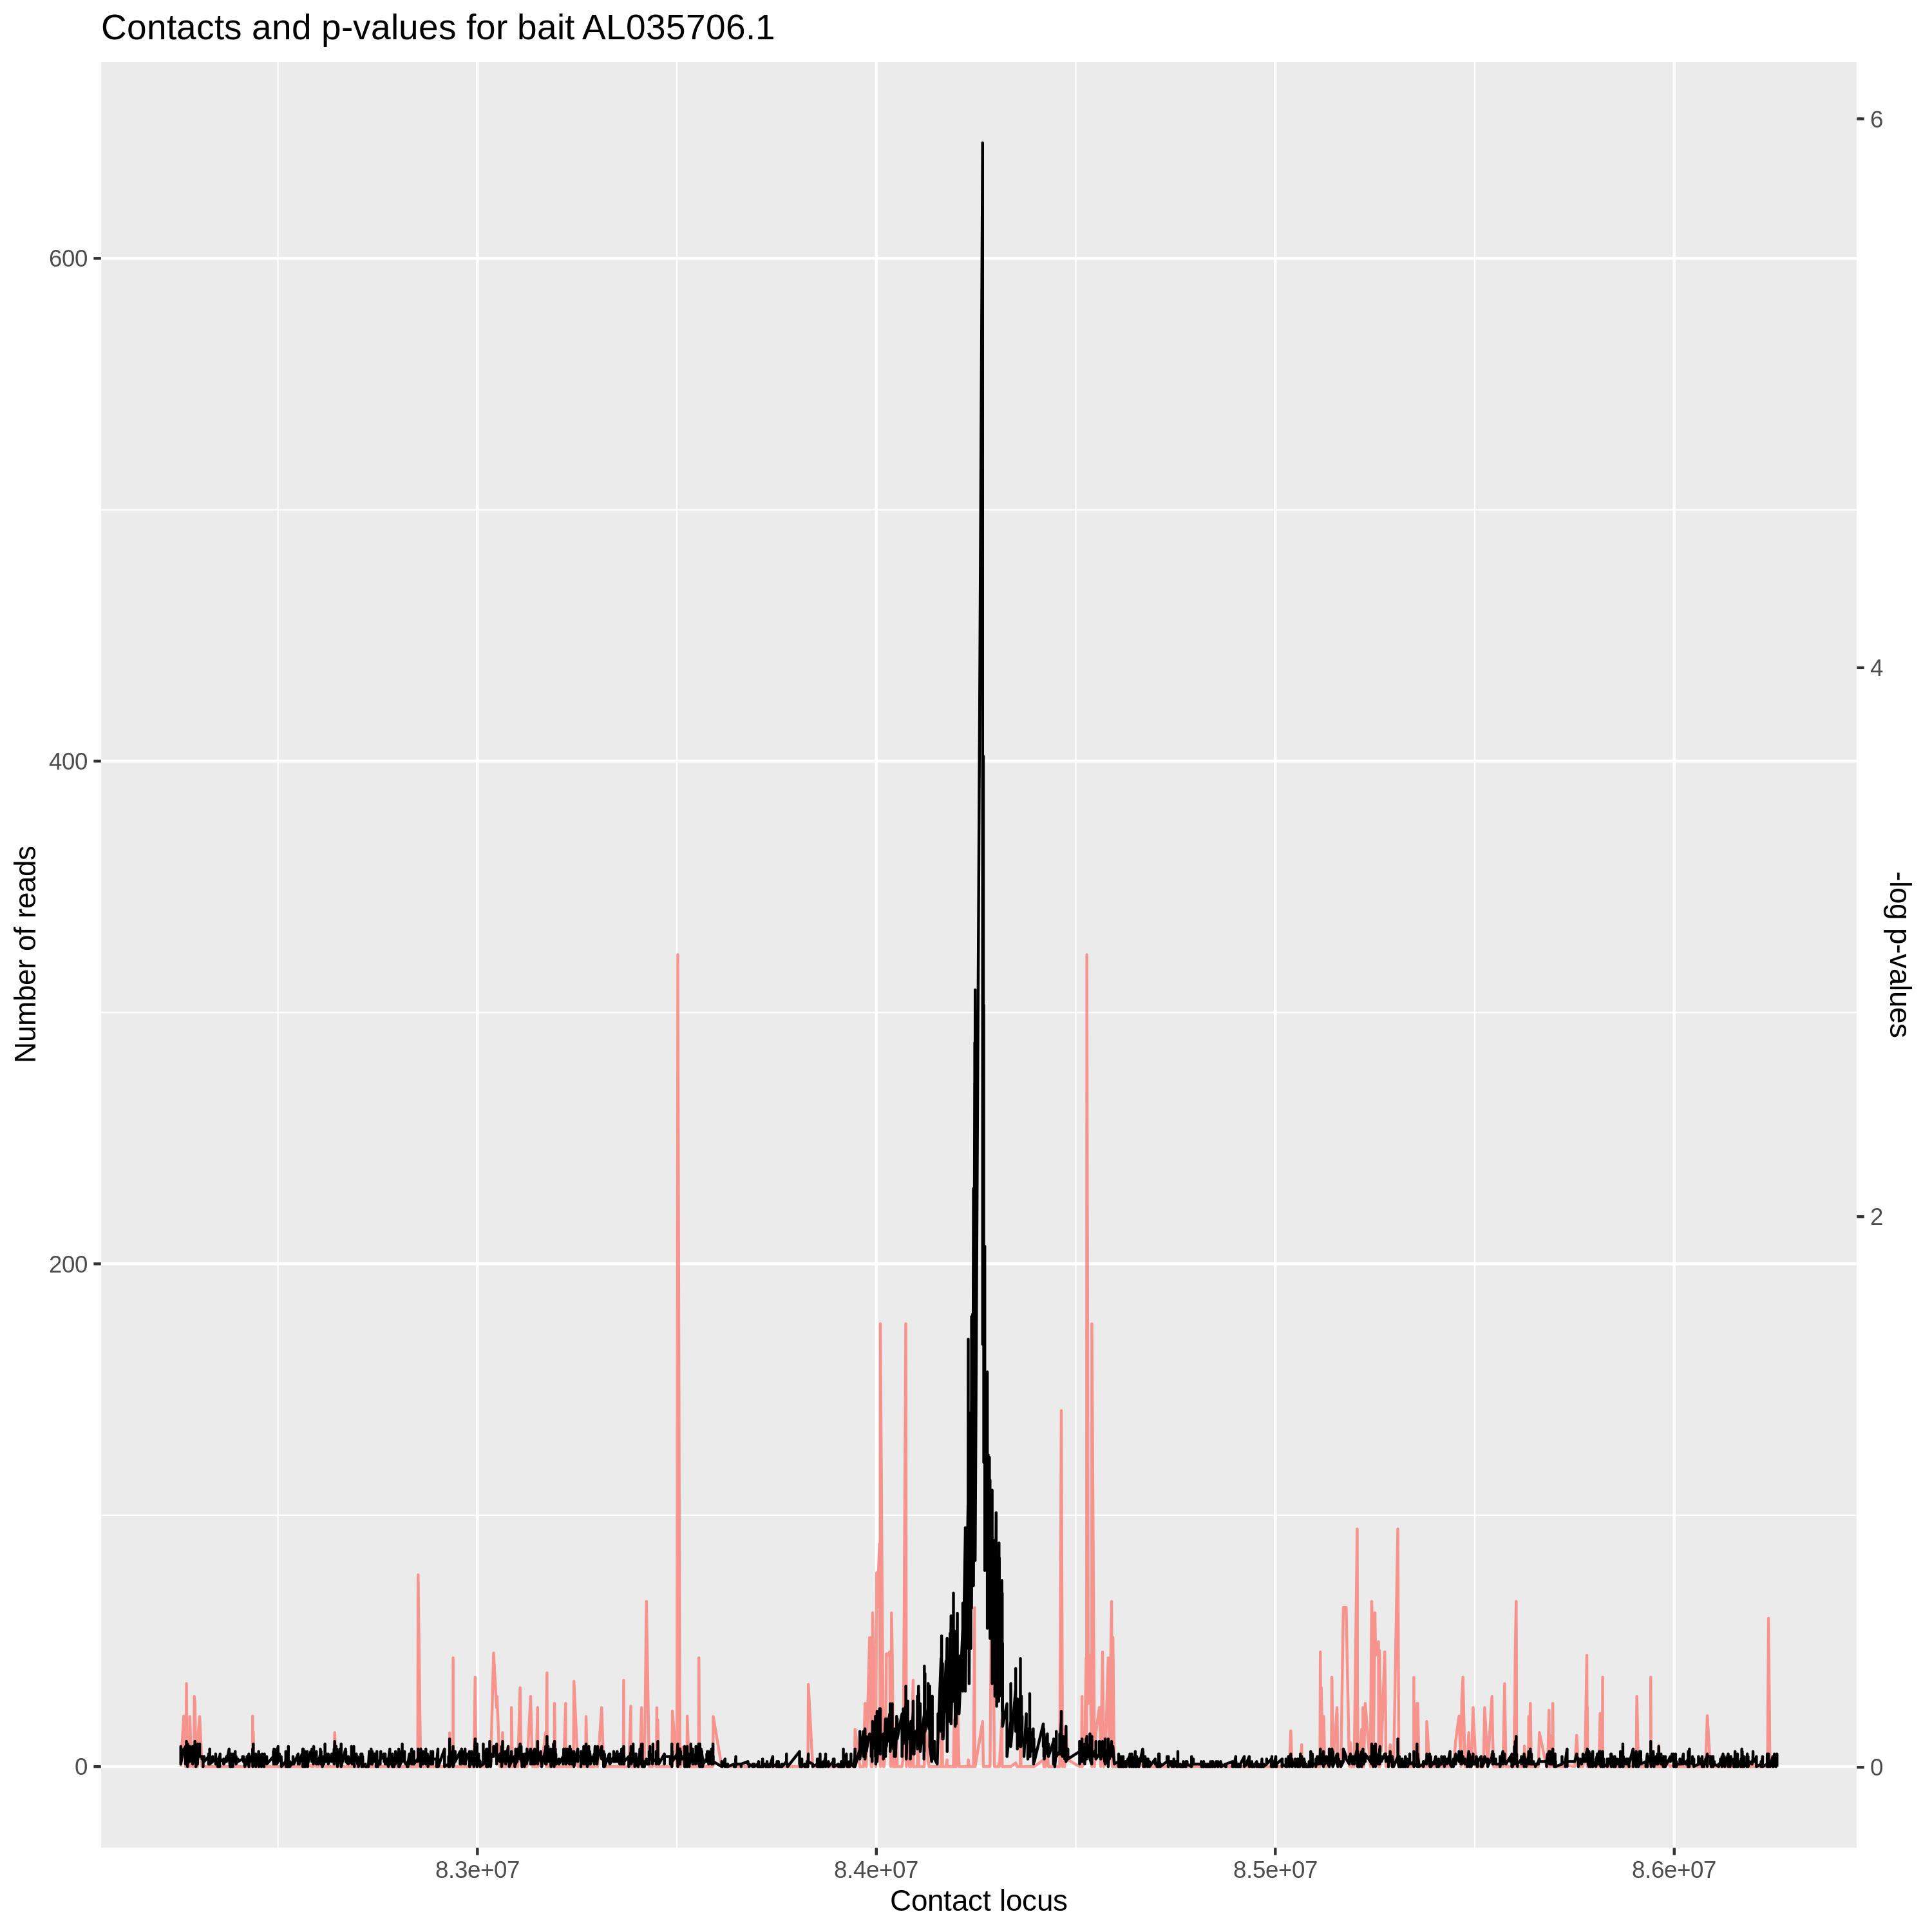 Contacts and p-values for bait AL035706.1
6
600
4
400
Number of reads
-log p-values
2
200
0
0
8.3e+07
8.4e+07
8.5e+07
8.6e+07
Contact locus